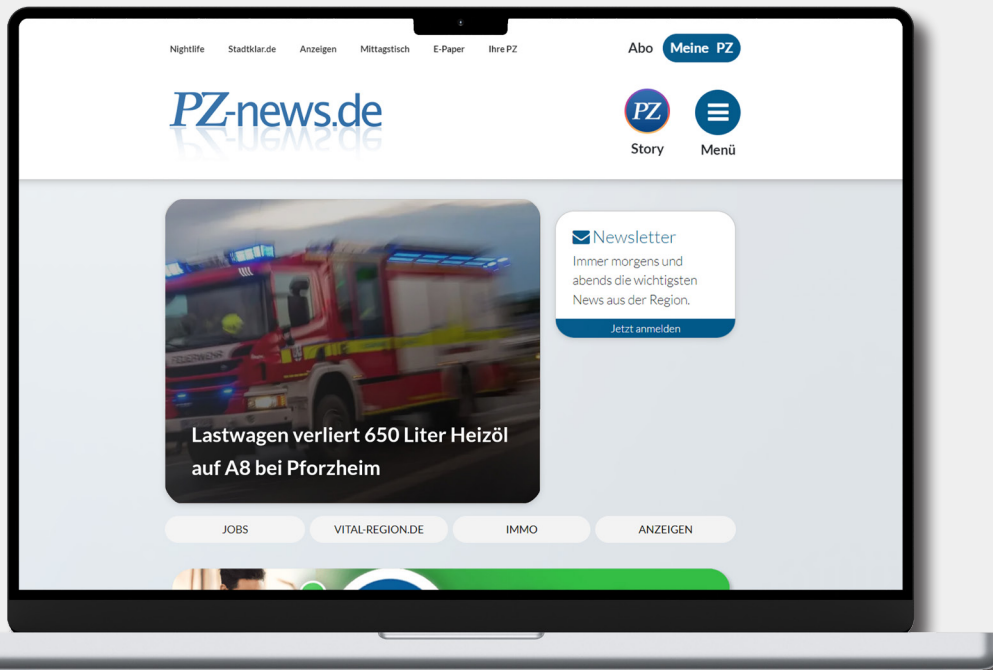 Nightlife Stadtklar.de Anzeigen Mittagstisch E-Paper Ihre PZ
Abo Meine PZ
PZ-news.de
PZ
Story Menü
FEUERWEHR
Lastwagen verliert 650 Liter Heizöl
auf A8 bei Pforzheim
Newsletter
Immer morgens und
abends die wichtigsten
News aus der Region.
Jetzt anmelden
JOBS VITAL-REGION.DE IMMO ANZEIGEN